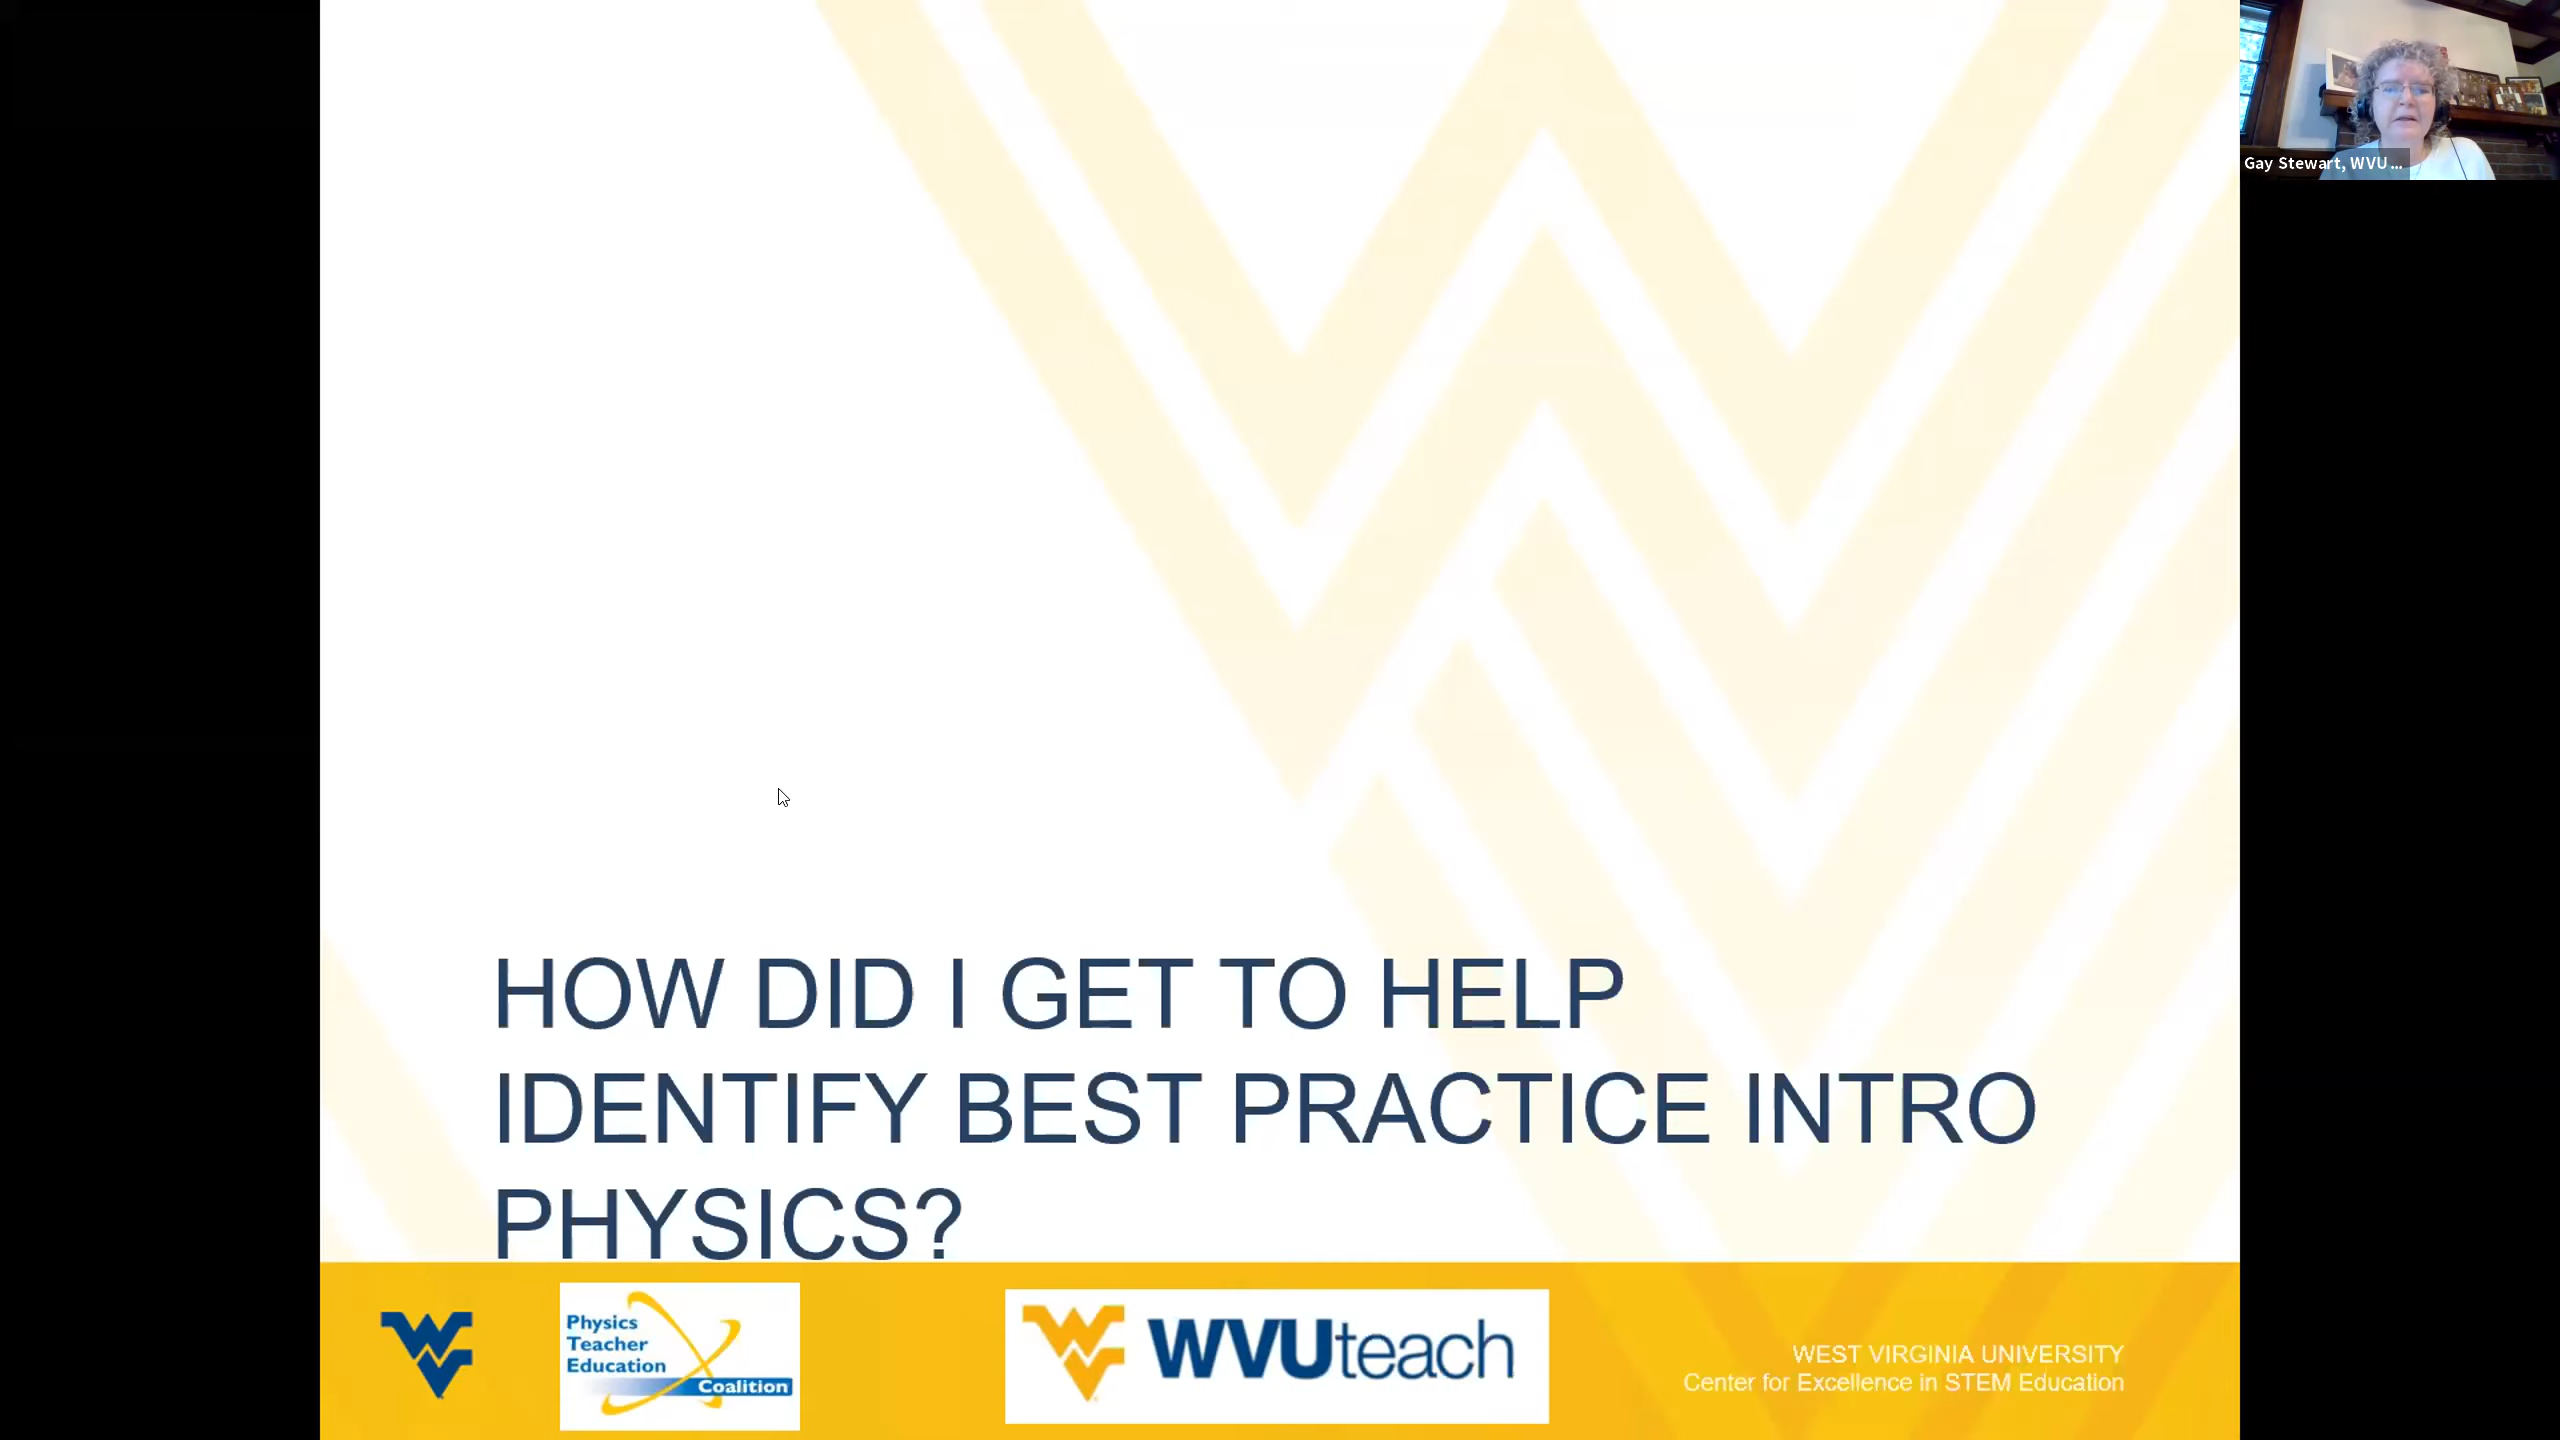 Gay Stewart, WVU ...
HOW DID I GET TO HELP
IDENTIFY BEST PRACTICE INTRO
PHYSICS?
Physics
Teacher
Education
Coalition
WVUteach
WEST VIRGINIA UNIVERSITY
Center for Excellence in STEM Education